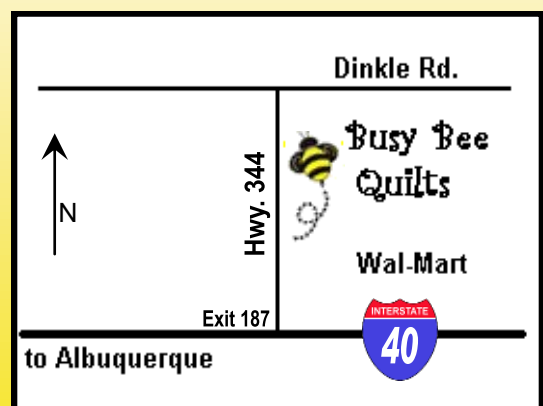 Dinkle Rd.
Busy Bee
Quilts
N
Hwy. 344
Wal-Mart
Exit 187
INTERSTATE
40
to Albuquerque